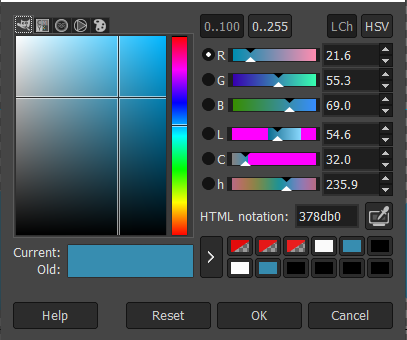 0..100 0..255 LCh HSV
R 21.6
G 55.3
B 69.0
L 54.6
C 32.0
h 235.9
HTML notation: 378db0
Current:
Old:
Help Reset OK Cancel